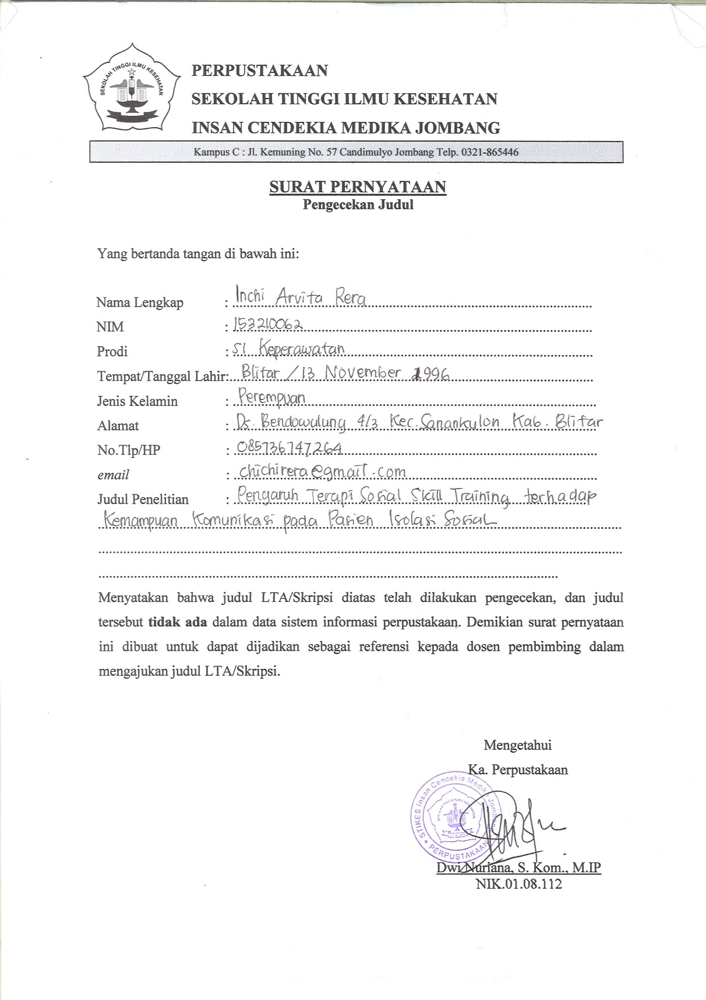 SEKOLAH TINGGI ILMU KESEHATAN
PERPUSTAKAAN
SEKOLAH TINGGI ILMU KESEHATAN
INSAN CENDEKIA MEDIKA JOMBANG
Kampus C : Jl. Kemuning No. 57 Candimulyo Jombang Telp. 0321-865446
SURAT PERNYATAAN
Pengecekan Judul
Yang bertanda tangan di bawah ini:
Nama Lengkap : Inchi Arvita Rera
NIM : 153210062
Prodi : S1 Keperawatan
Tempat/Tanggal Lahir: Blitar / 13 November 1996
Jenis Kelamin : Perempuan
Alamat : Ds. Bendowulung 4/3 Kec. Sanankulon Kab. Blitar
No.Tlp/HP : 085736747264
email : chichirera@gmail.com
Judul Penelitian : Pengaruh Terapi Sosial Skill Training terhadap
Kemampuan Komunikasi pada Pasien Isolasi Sosial
Menyatakan bahwa judul LTA/Skripsi diatas telah dilakukan pengecekan, dan judul
tersebut tidak ada dalam data sistem informasi perpustakaan. Demikian surat pernyataan
ini dibuat untuk dapat dijadikan sebagai referensi kepada dosen pembimbing dalam
mengajukan judul LTA/Skripsi.
Mengetahui
Ka. Perpustakaan
STIKES Insan Cendekia Medika Jombang
PERPUSTAKAAN
Dwi Nuriana, S. Kom., M.IP
NIK.01.08.112